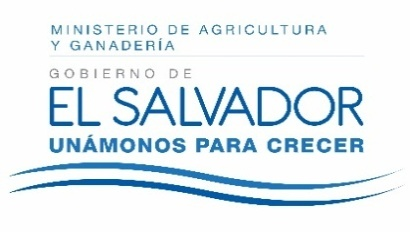 MINISTERIO DE AGRICULTURA
Y GANADERÍA
GOBIERNO DE
EL SALVADOR
UNÁMONOS PARA CRECER